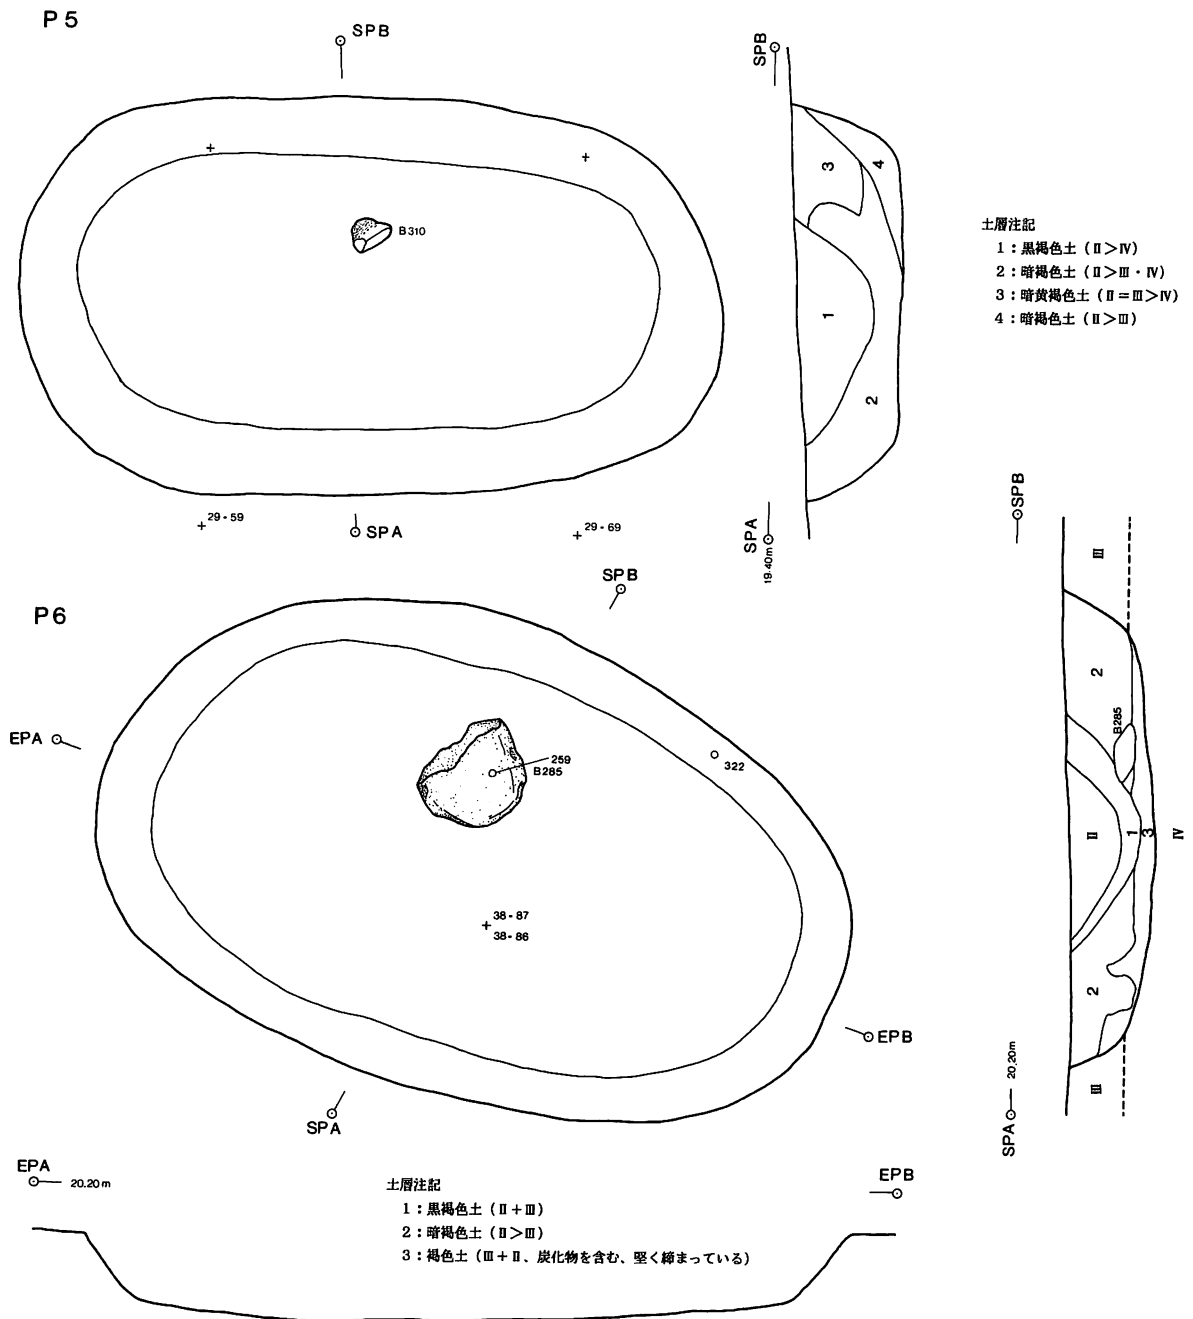 P5
SPB
B310
29-59
SPA
29-69
SPB
3
4
1
2
SPA
19.40m
土層注記
1：黒褐色土（Ⅱ＞Ⅳ）
2：暗褐色土（Ⅱ＞Ⅲ・Ⅳ）
3：暗黄褐色土（Ⅱ＝Ⅲ＞Ⅳ）
4：暗褐色土（Ⅱ＞Ⅲ）
P6
SPB
EPA
259
B285
322
38-87
38-86
EPB
SPA
SPB
Ⅲ
2
B285
Ⅱ
1
3
Ⅳ
2
Ⅲ
SPA
20.20m
EPA
20.20m
EPB
土層注記
1：黒褐色土（Ⅱ＋Ⅲ）
2：暗褐色土（Ⅱ＞Ⅲ）
3：褐色土（Ⅲ＋Ⅱ、炭化物を含む、堅く締まっている）